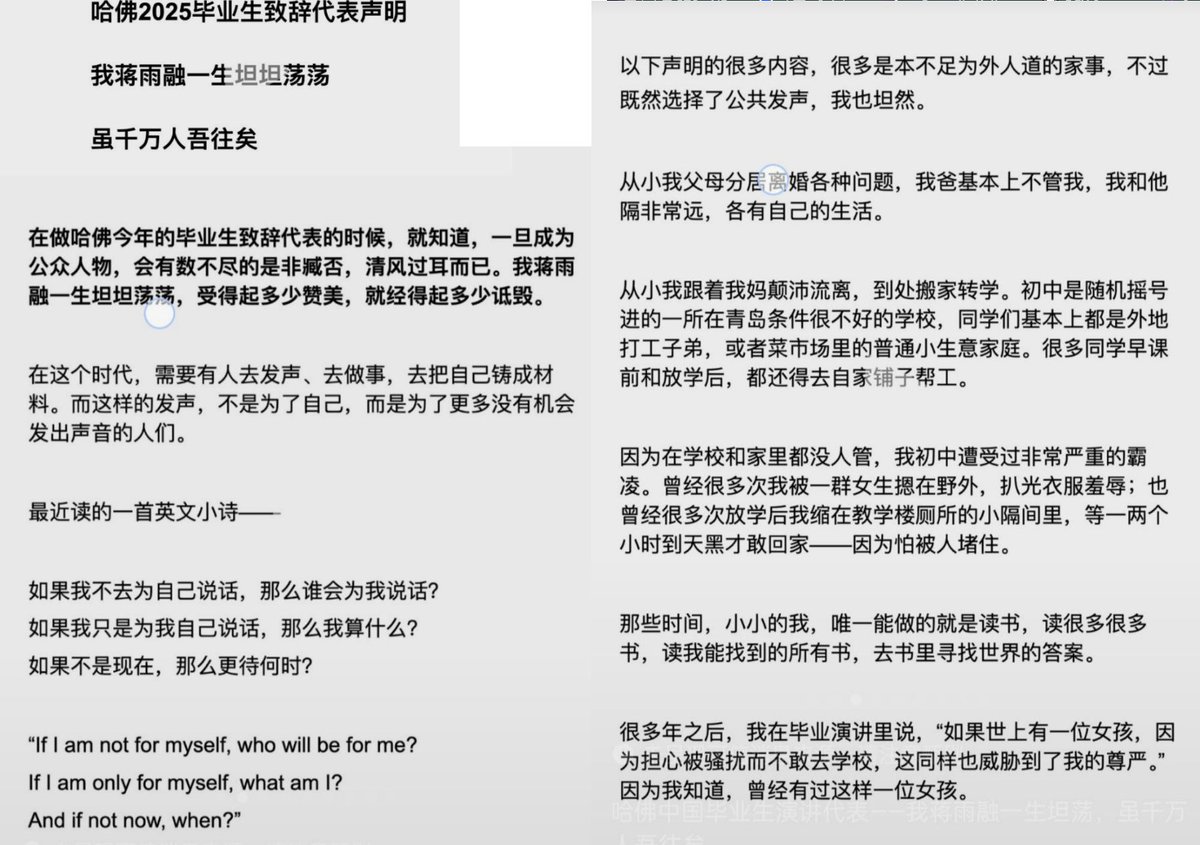 哈佛2025毕业生致辞代表声明
我蒋雨融一生坦坦荡荡
虽千万人吾往矣
在做哈佛今年的毕业生致辞代表的时候，就知道，一旦成为
公众人物，会有数不尽的是非臧否，清风过耳而已。我蒋雨
融一生坦坦荡荡，受得起多少赞美，就经得起多少诋毁。
在这个时代，需要有人去发声、去做事，去把自己铸成材
料。而这样的发声，不是为了自己，而是为了更多没有机会
发出声音的人们。
最近读的一首英文小诗——
如果我不去为自己说话，那么谁会为我说话？
如果我只是为我自己说话，那么我算什么？
如果不是现在，那么更待何时？
“If I am not for myself, who will be for me?
If I am only for myself, what am I?
And if not now, when?”
以下声明的很多内容，很多是本不足为外人道的家事，不过
既然选择了公共发声，我也坦然。
从小我父母分居离婚各种问题，我爸基本上不管我，我和他
隔非常远，各有自己的生活。
从小我跟着我妈颠沛流离，到处搬家转学。初中是随机摇号
进的一所在青岛条件很不好的学校，同学们基本上都是外地
打工子弟，或者菜市场里的普通小生意家庭。很多同学早课
前和放学后，都还得去自家铺子帮工。
因为在学校和家里都没人管，我初中遭受过非常严重的霸
凌。曾经很多次我被一群女生摁在野外，扒光衣服羞辱；也
曾经很多次放学后我缩在教学楼厕所的小隔间里，等一两个
小时到天黑才敢回家——因为怕被人堵住。
那些时间，小小的我，唯一能做的就是读书，读很多很多
书，读我能找到的所有书，去书里寻找世界的答案。
很多年之后，我在毕业演讲里说，“如果世上有一位女孩，因
为担心被骚扰而不敢去学校，这同样也威胁到了我的尊严。”
因为我知道，曾经有过这样一位女孩。
哈佛中国毕业生演讲代表——我蒋雨融一生坦荡，虽千万
人吾往矣